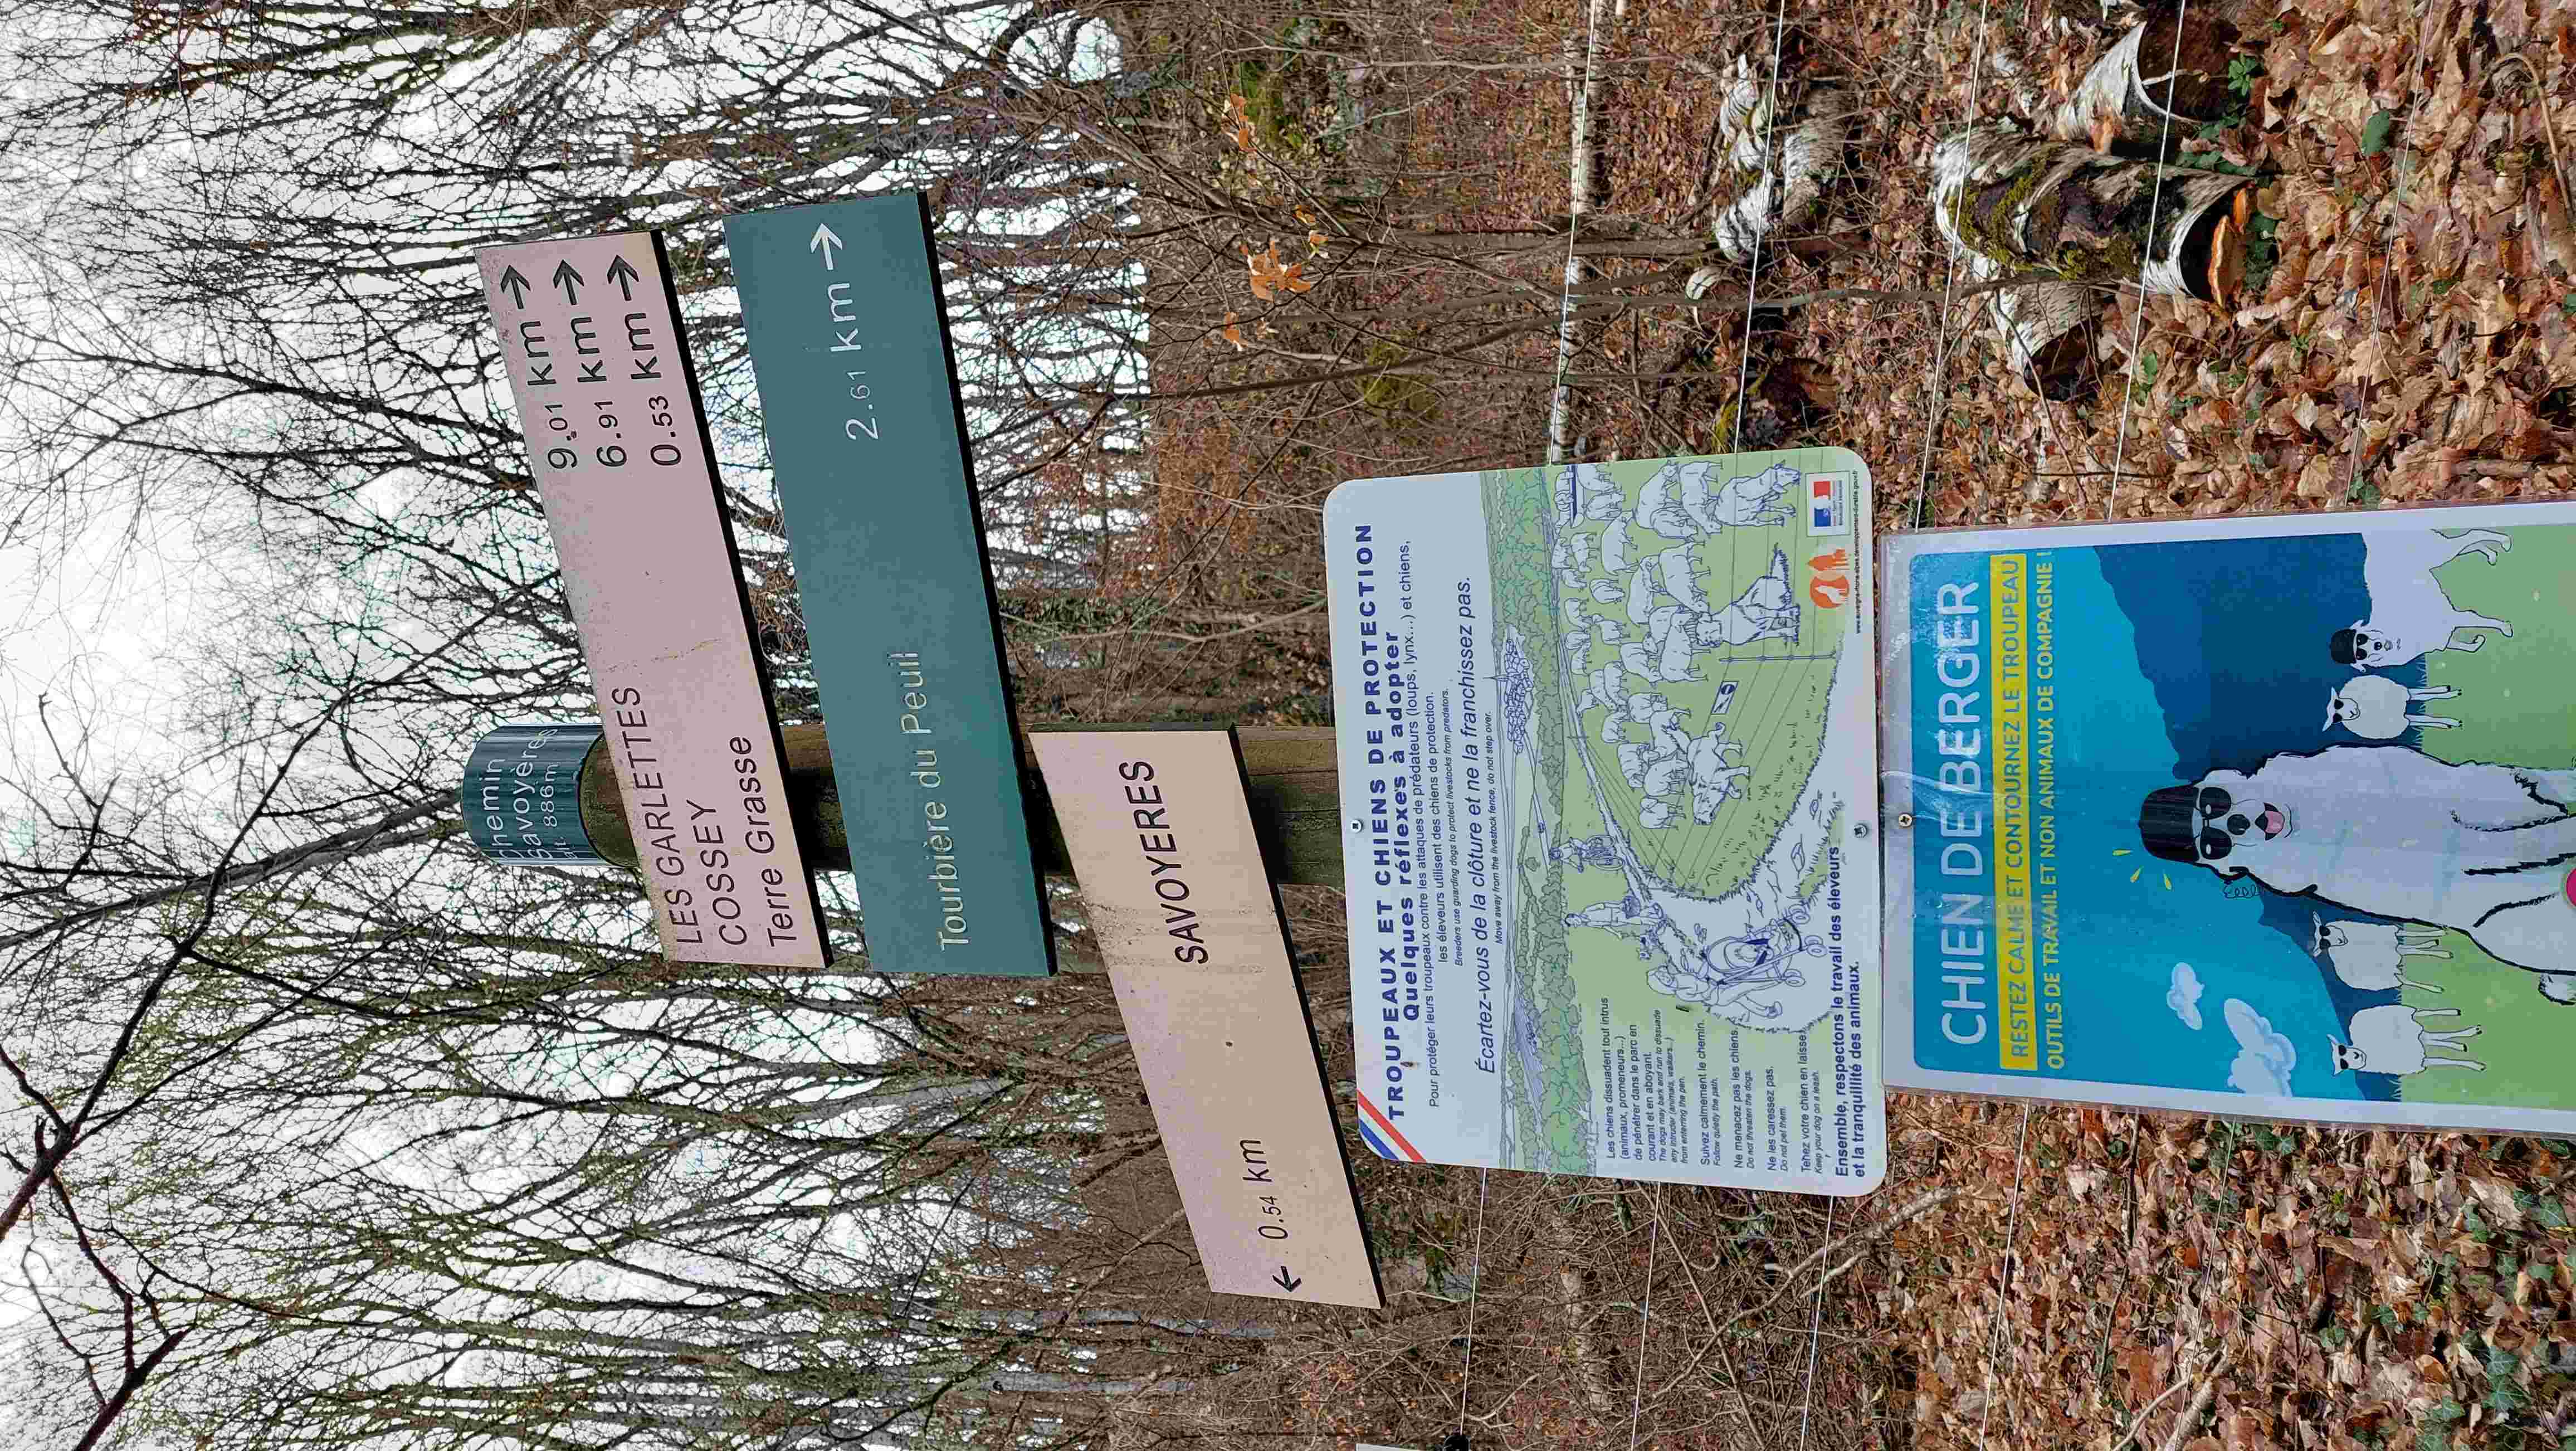 Chemin
Savoyères
alt. 886m
LES GARLETTES 9.01 km →
COSSEY 6.91 km →
Terre Grasse 0.53 km →
Tourbière du Peuil 2.61 km →
SAVOYERES
← 0.54 km
TROUPEAUX ET CHIENS DE PROTECTION
Quelques réflexes à adopter
Pour protéger leurs troupeaux contre les attaques de prédateurs (loups, lynx...) et chiens,
les éleveurs utilisent des chiens de protection.
Breeders use guarding dogs to protect livestocks from predators.
Écartez-vous de la clôture et ne la franchissez pas.
Move away from the livestock fence, do not step over.
Les chiens dissuadent tout intrus
(animaux, promeneurs...)
de pénétrer dans le parc en
courant et en aboyant.
The dogs may bark and run to dissuade
any intruder (animals, walkers...)
from enterring the pen.
Suivez calmement le chemin.
Follow quietly the path.
Ne menacez pas les chiens.
Do not threaten the dogs.
Ne les caressez pas.
Do not pet them.
Tenez votre chien en laisse.
Keep your dog on a leash.
Ensemble, respectons le travail des éleveurs
et la tranquillité des animaux.
www.auvergne-rhone-alpes.developpement-durable.gouv.fr
CHIEN DE BERGER
RESTEZ CALME ET CONTOURNEZ LE TROUPEAU
OUTILS DE TRAVAIL ET NON ANIMAUX DE COMPAGNIE !